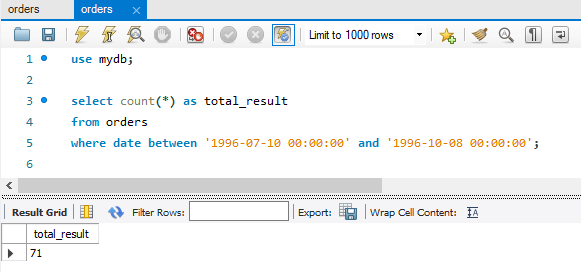 orders
orders
Limit to 1000 rows
1 use mydb;
2
3 select count(*) as total_result
4 from orders
5 where date between '1996-07-10 00:00:00' and '1996-10-08 00:00:00';
6
Result Grid Filter Rows: Export: Wrap Cell Content:
total_result
71